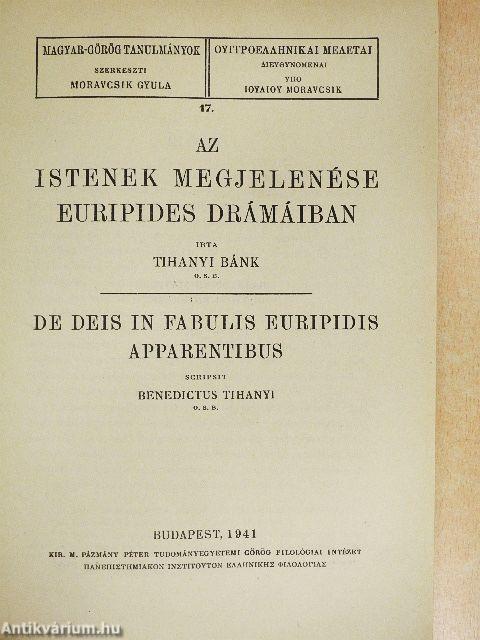 MAGYAR-GÖRÖG TANULMÁNYOK
SZERKESZTI
MORAVCSIK GYULA
ΟΥΓΓΡΟΕΛΛΗΝΙΚΑΙ ΜΕΛΕΤΑΙ
ΔΙΕΥΘΥΝΟΜΕΝΑΙ
ΥΠΟ
ΙΟΥΛΙΟΥ MORAVCSIK
17.
AZ
ISTENEK MEGJELENÉSE
EURIPIDES DRÁMÁIBAN
IRTA
TIHANYI BÁNK
O. S. B.
DE DEIS IN FABULIS EURIPIDIS
APPARENTIBUS
SCRIPSIT
BENEDICTUS TIHANYI
O. S. B.
BUDAPEST, 1941
KIR. M. PÁZMÁNY PÉTER TUDOMÁNYEGYETEMI GÖRÖG FILOLÓGIAI INTÉZET
ΠΑΝΕΠΙΣΤΗΜΙΑΚΟΝ ΙΝΣΤΙΤΟΥΤΟΝ ΕΛΛΗΝΙΚΗΣ ΦΙΛΟΛΟΓΙΑΣ
Antikvárium.hu